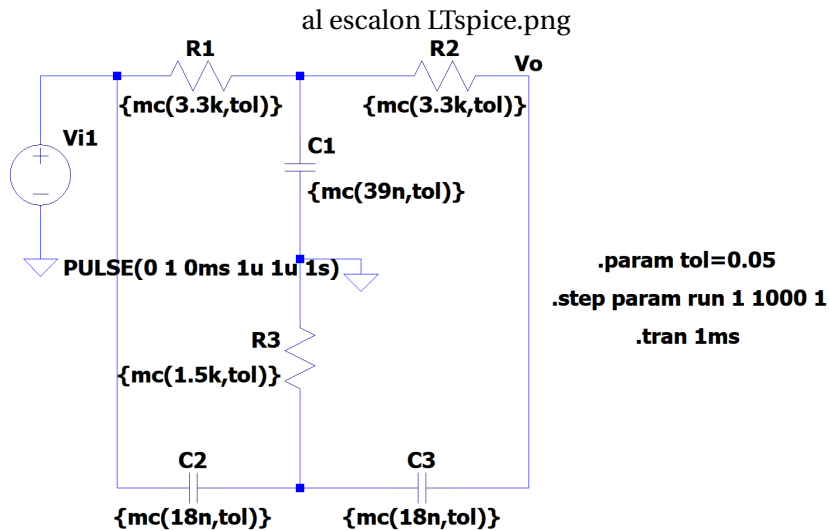 al escalon LTspice.png
R1
R2
Vo
{mc(3.3k,tol)}
{mc(3.3k,tol)}
Vi1
C1
{mc(39n,tol)}
PULSE(0 1 0ms 1u 1u 1s)
.param tol=0.05
.step param run 1 1000 1
.tran 1ms
R3
{mc(1.5k,tol)}
C2
C3
{mc(18n,tol)}
{mc(18n,tol)}